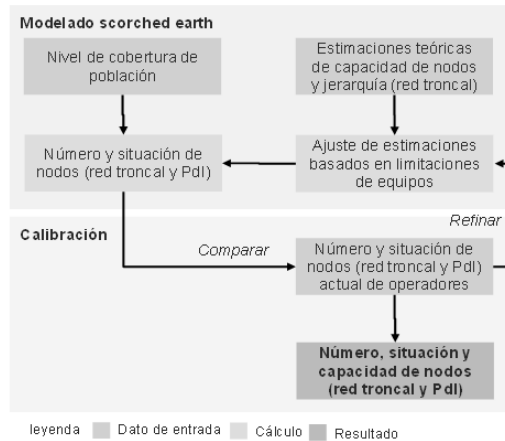 Modelado scorched earth
Nivel de cobertura de
población
Estimaciones teóricas
de capacidad de nodos
y jerarquía (red troncal)
Número y situación de
nodos (red troncal y PdI)
Ajuste de estimaciones
basados en limitaciones
de equipos
Refinar
Calibración
Comparar
Número y situación de
nodos (red troncal y PdI)
actual de operadores
Número, situación y
capacidad de nodos
(red troncal y PdI)
leyenda Dato de entrada Cálculo Resultado